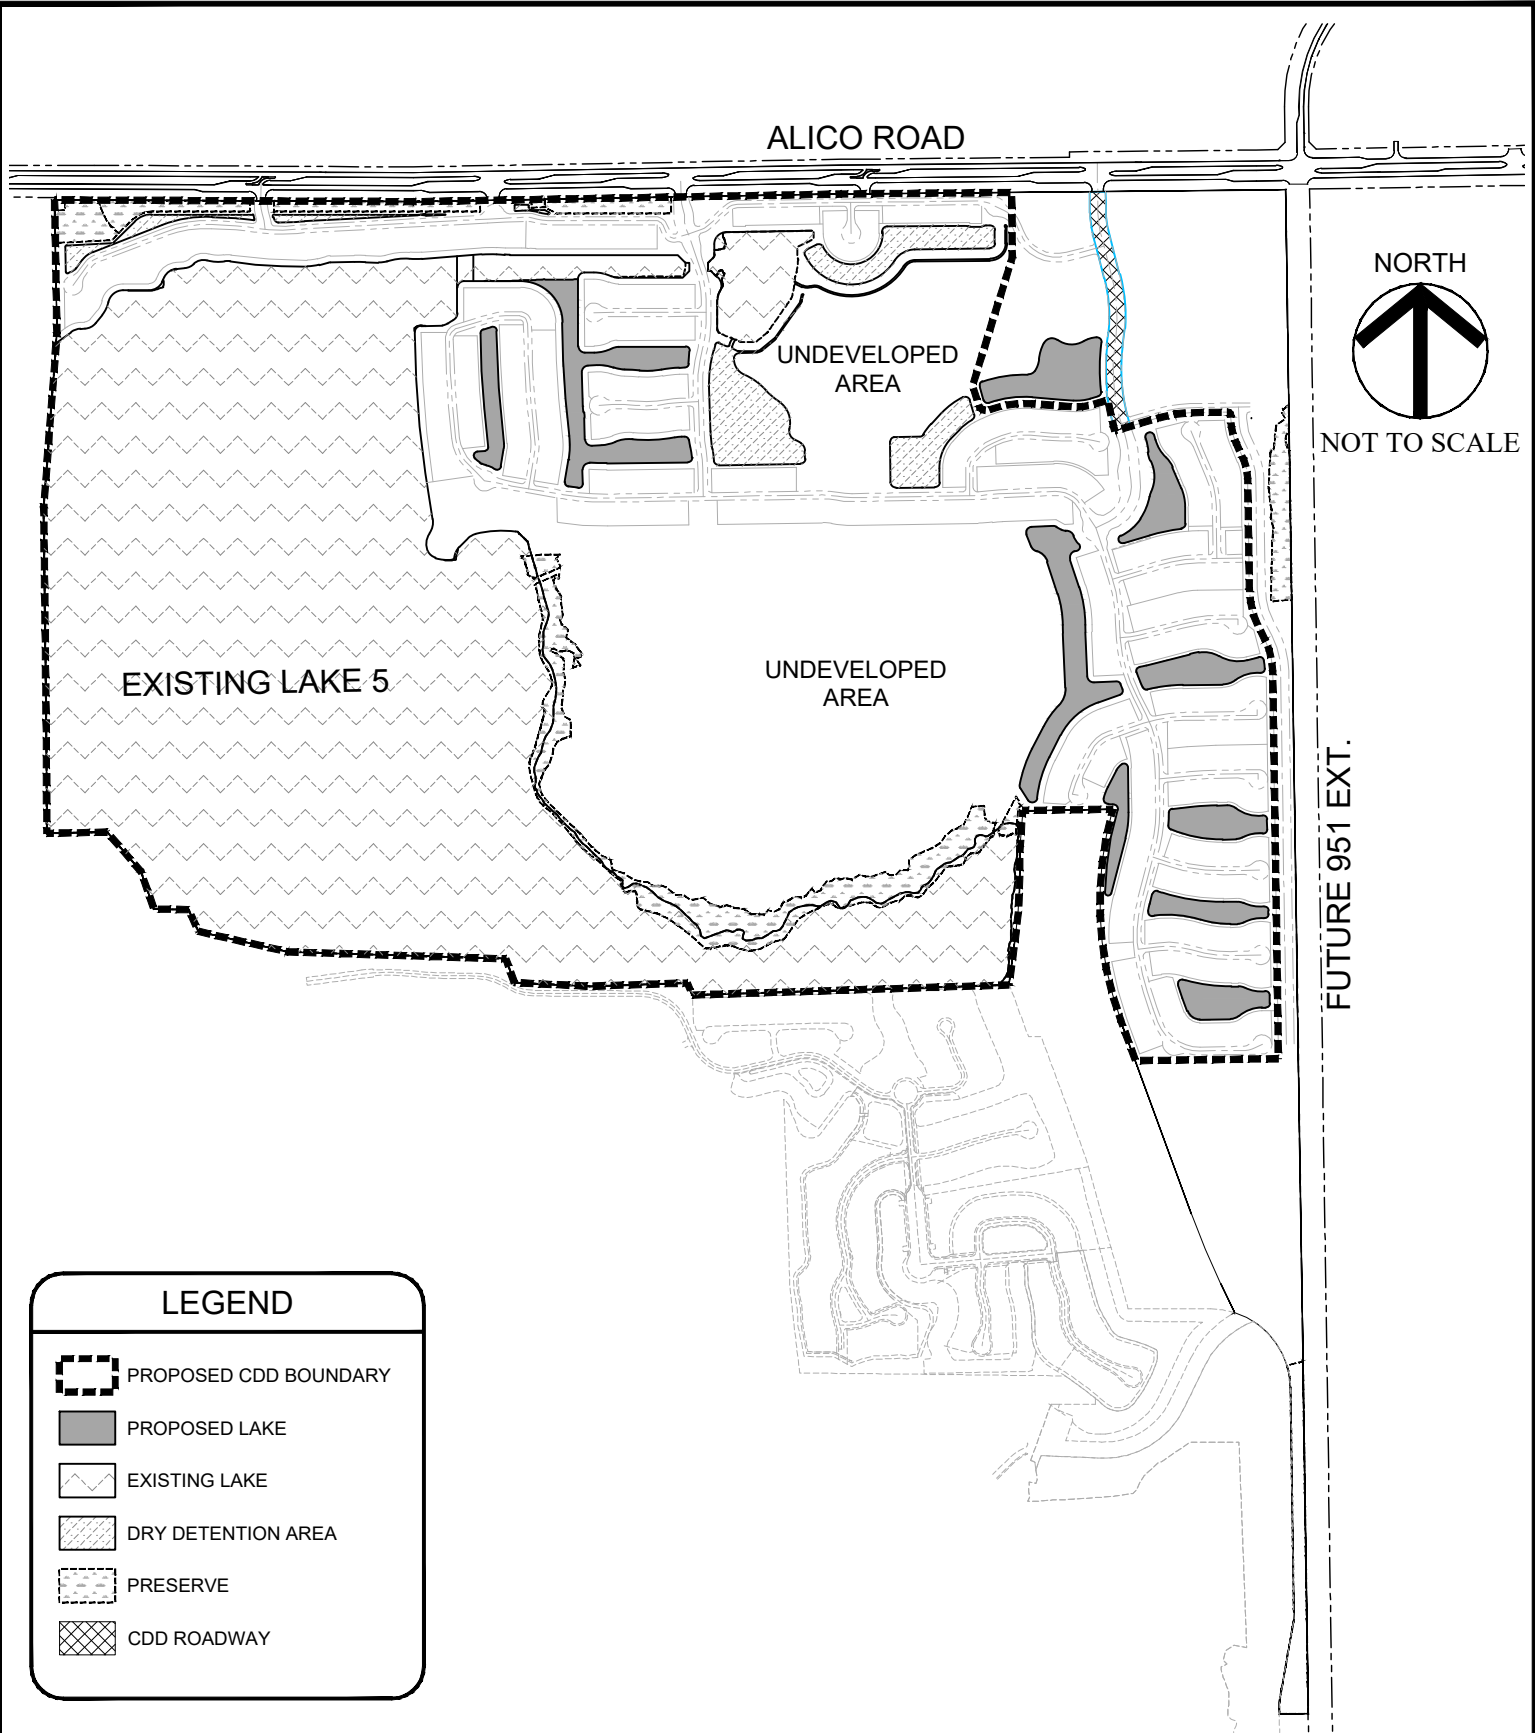 ALICO ROAD
NORTH
NOT TO SCALE
UNDEVELOPED
AREA
EXISTING LAKE 5
UNDEVELOPED
AREA
FUTURE 951 EXT.
LEGEND
PROPOSED CDD BOUNDARY
PROPOSED LAKE
EXISTING LAKE
DRY DETENTION AREA
PRESERVE
CDD ROADWAY